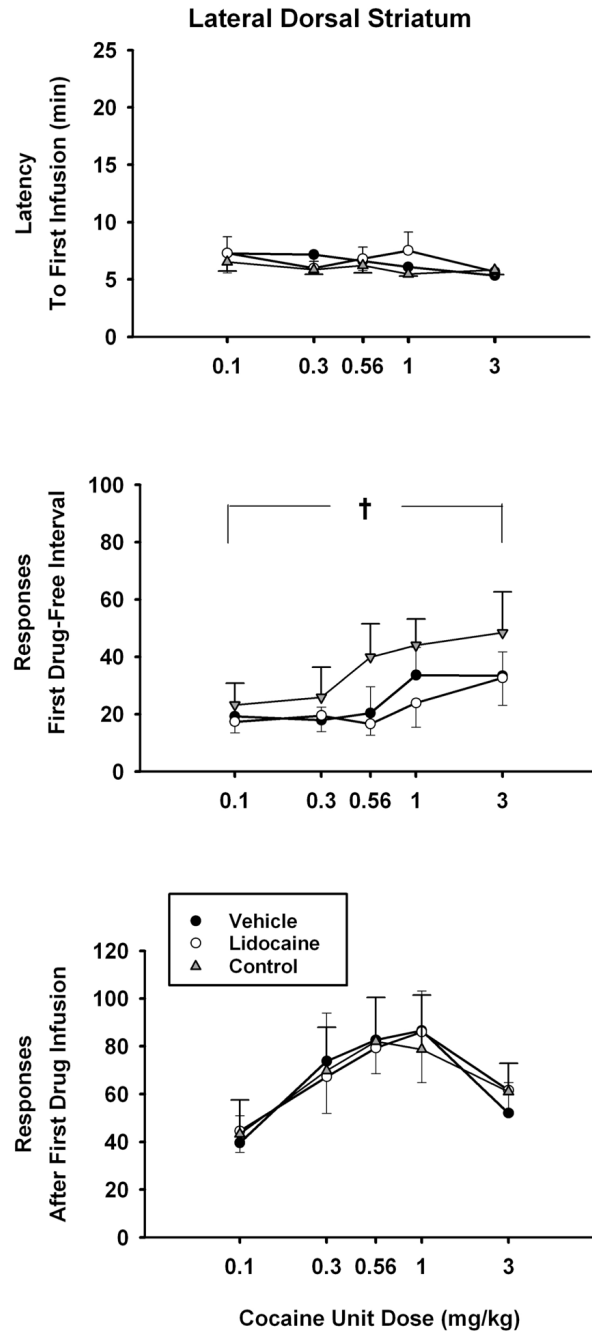 Lateral Dorsal Striatum
Latency
To First Infusion (min)
25
20
15
10
5
0
0.1 0.3 0.56 1 3
Responses
First Drug-Free Interval
100
80
60
40
20
0
†
0.1 0.3 0.56 1 3
Responses
After First Drug Infusion
Vehicle
Lidocaine
Control
120
100
80
60
40
20
0
0.1 0.3 0.56 1 3
Cocaine Unit Dose (mg/kg)